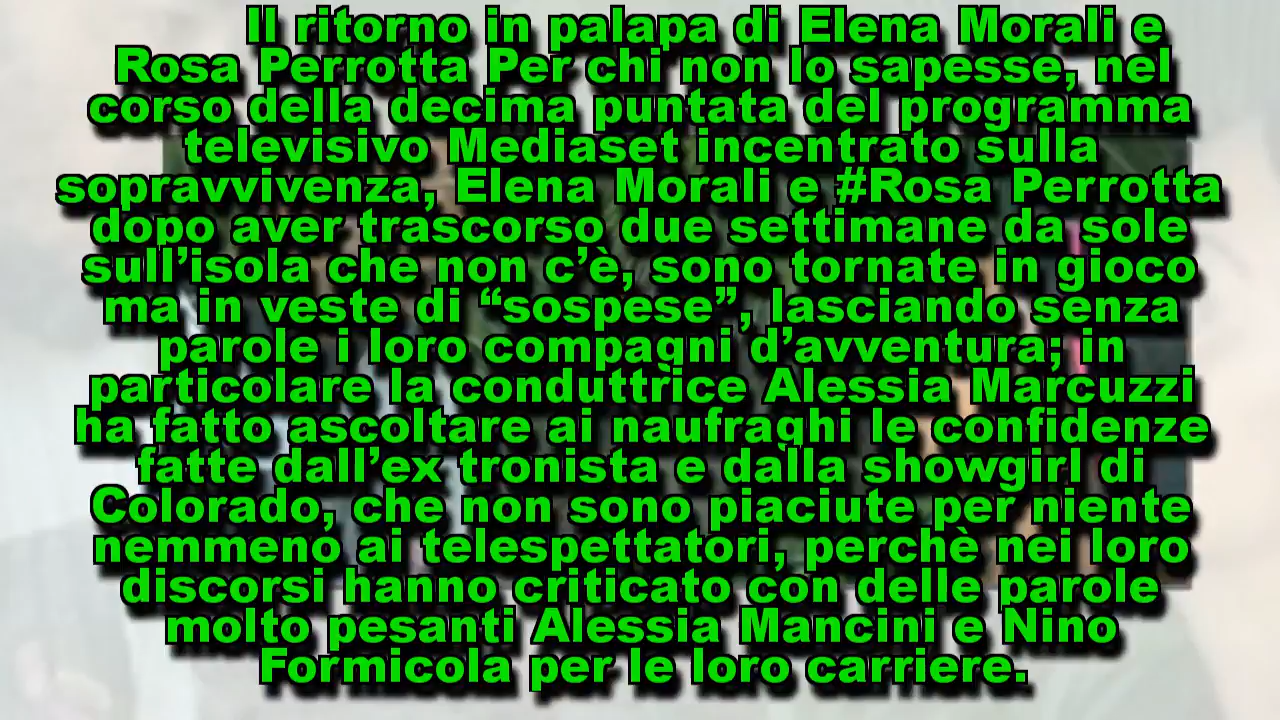 Il ritorno in palapa di Elena Morali e
Rosa Perrotta Per chi non lo sapesse, nel
corso della decima puntata del programma
televisivo Mediaset incentrato sulla
sopravvivenza, Elena Morali e #Rosa Perrotta
dopo aver trascorso due settimane da sole
sull’isola che non c’è, sono tornate in gioco
ma in veste di “sospese”, lasciando senza
parole i loro compagni d’avventura; in
particolare la conduttrice Alessia Marcuzzi
ha fatto ascoltare ai naufraghi le confidenze
fatte dall’ex tronista e dalla showgirl di
Colorado, che non sono piaciute per niente
nemmeno ai telespettatori, perchè nei loro
discorsi hanno criticato con delle parole
molto pesanti Alessia Mancini e Nino
Formicola per le loro carriere.